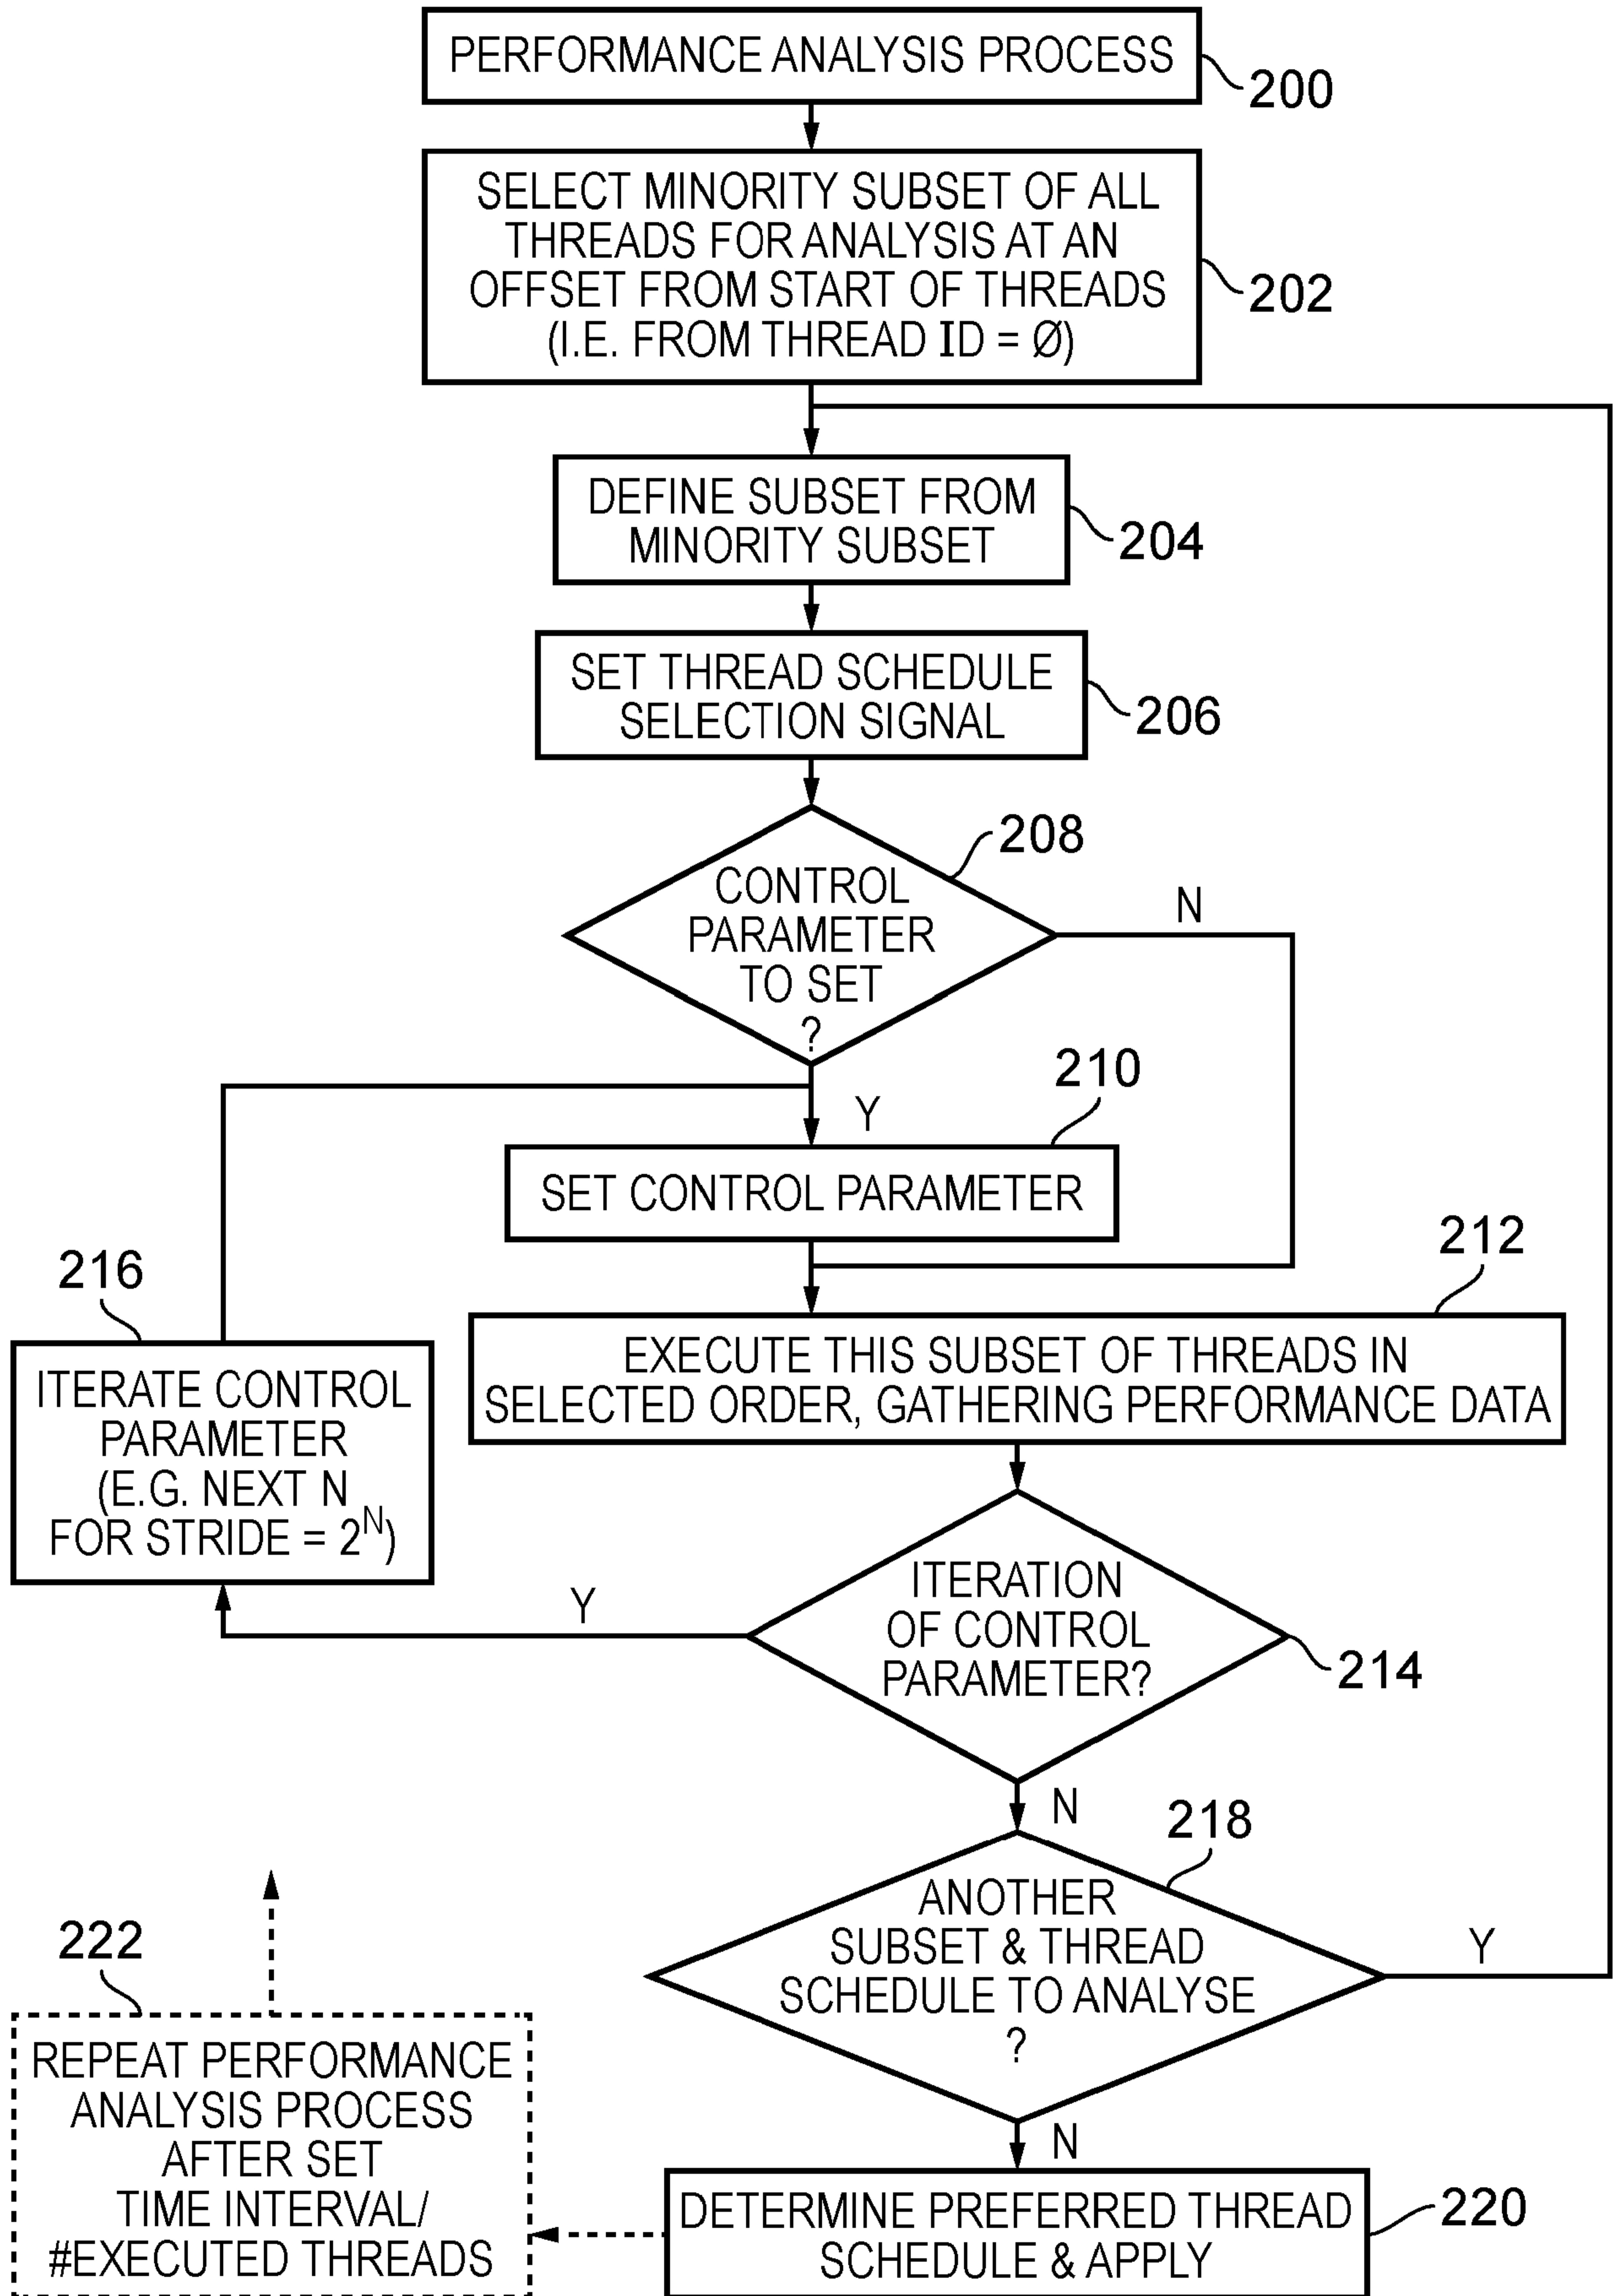 PERFORMANCE ANALYSIS PROCESS
200
SELECT MINORITY SUBSET OF ALL
THREADS FOR ANALYSIS AT AN
OFFSET FROM START OF THREADS
(I.E. FROM THREAD ID = Ø)
202
DEFINE SUBSET FROM
MINORITY SUBSET
204
SET THREAD SCHEDULE
SELECTION SIGNAL
206
208
CONTROL
PARAMETER
TO SET
?
N
Y
210
SET CONTROL PARAMETER
212
EXECUTE THIS SUBSET OF THREADS IN
SELECTED ORDER, GATHERING PERFORMANCE DATA
216
ITERATE CONTROL
PARAMETER
(E.G. NEXT N
FOR STRIDE = 2^N)
Y
ITERATION
OF CONTROL
PARAMETER?
214
N
218
ANOTHER
SUBSET & THREAD
SCHEDULE TO ANALYSE
?
Y
N
222
REPEAT PERFORMANCE
ANALYSIS PROCESS
AFTER SET
TIME INTERVAL/
#EXECUTED THREADS
DETERMINE PREFERRED THREAD
SCHEDULE & APPLY
220